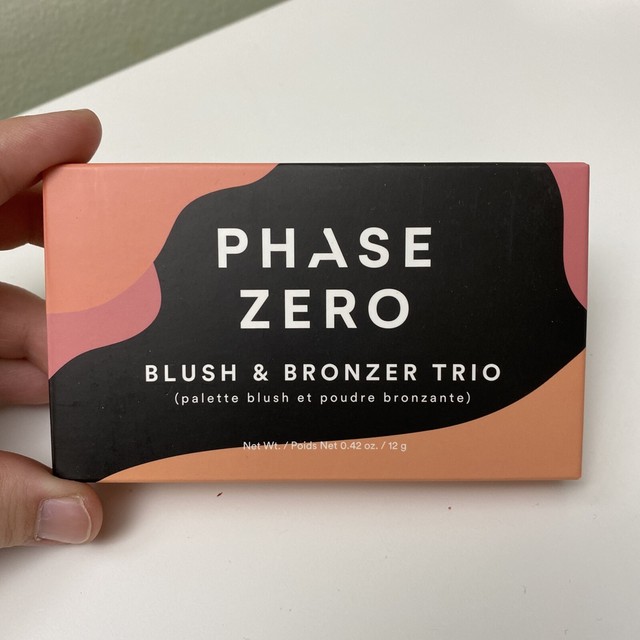 PHASE
ZERO
BLUSH & BRONZER TRIO
(palette blush et poudre bronzante)
Net Wt. / Poids Net 0.42 oz. / 12 g